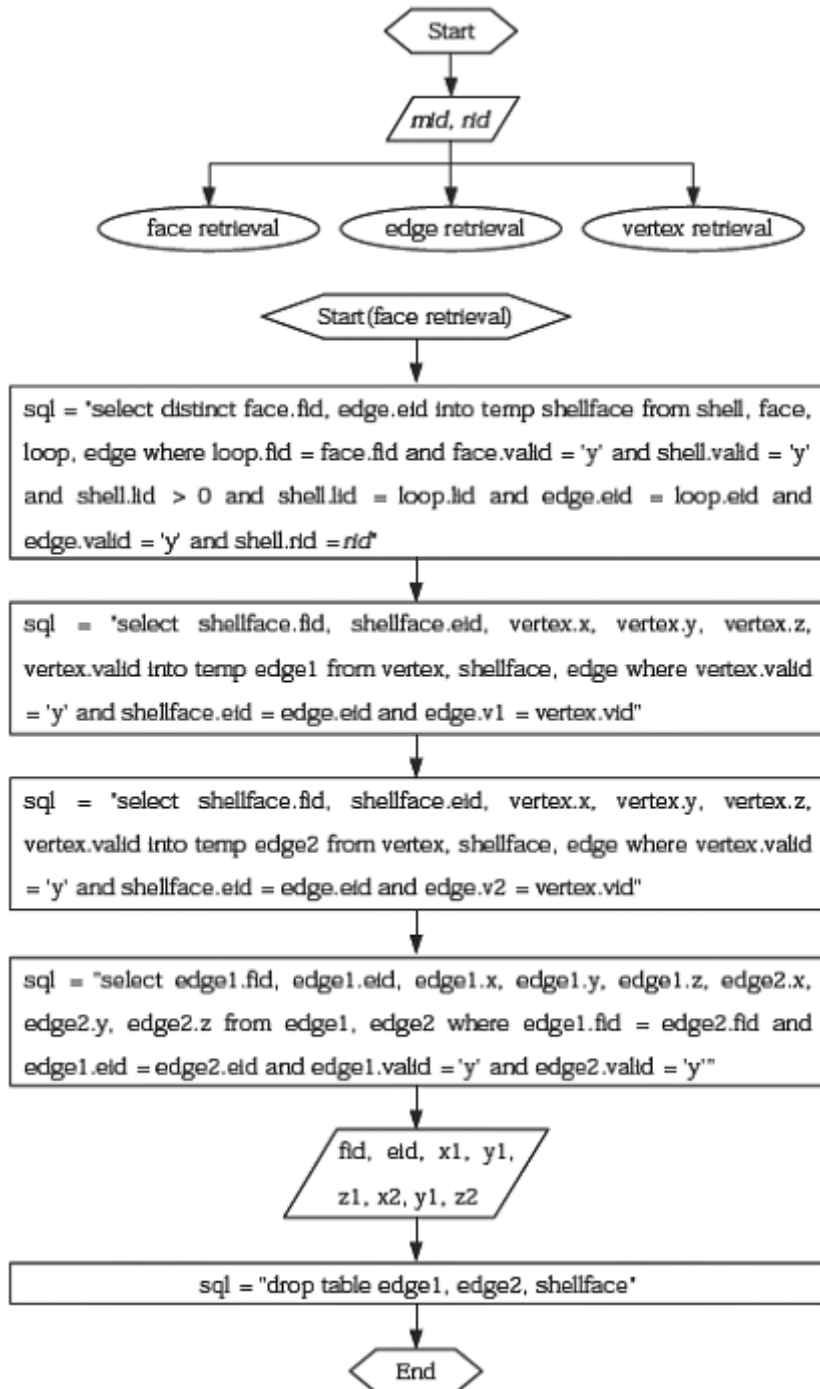 Start
mid, rid
face retrieval
edge retrieval
vertex retrieval
Start(face retrieval)
sql = "select distinct face.fid, edge.eid into temp shellface from shell, face,
loop, edge where loop.fid = face.fid and face.valid = 'y' and shell.valid = 'y'
and shell.lid > 0 and shell.lid = loop.lid and edge.eid = loop.eid and
edge.valid = 'y' and shell.rid =rid"
sql = "select shellface.fid, shellface.eid, vertex.x, vertex.y, vertex.z,
vertex.valid into temp edge1 from vertex, shellface, edge where vertex.valid
= 'y' and shellface.eid = edge.eid and edge.v1 = vertex.vid"
sql = "select shellface.fid, shellface.eid, vertex.x, vertex.y, vertex.z,
vertex.valid into temp edge2 from vertex, shellface, edge where vertex.valid
= 'y' and shellface.eid = edge.eid and edge.v2 = vertex.vid"
sql = "select edge1.fid, edge1.eid, edge1.x, edge1.y, edge1.z, edge2.x,
edge2.y, edge2.z from edge1, edge2 where edge1.fid = edge2.fid and
edge1.eid = edge2.eid and edge1.valid = 'y' and edge2.valid = 'y'"
fid, eid, x1, y1,
z1, x2, y1, z2
sql = "drop table edge1, edge2, shellface"
End